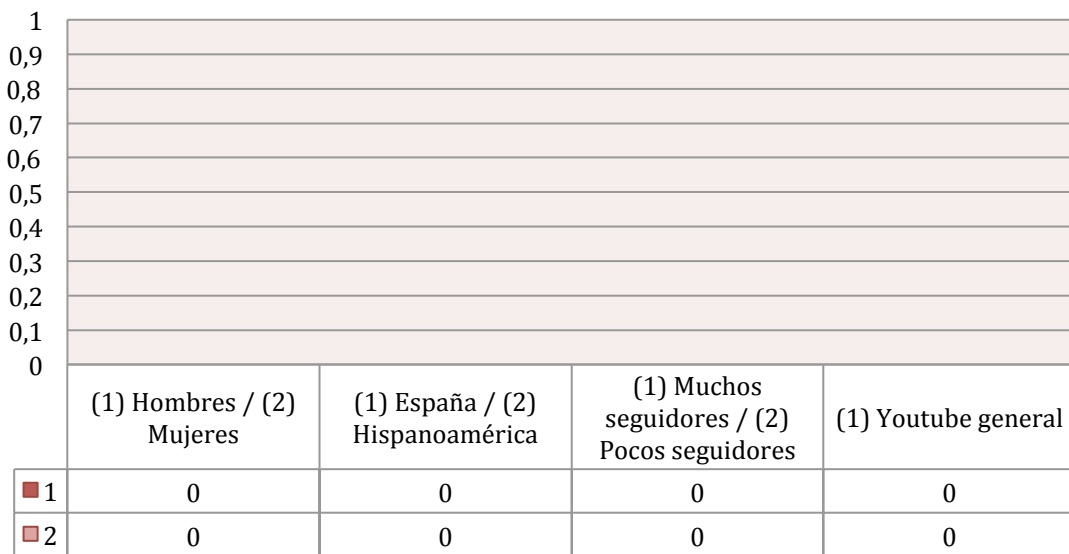 1
0,9
0,8
0,7
0,6
0,5
0,4
0,3
0,2
0,1
0
(1) Hombres / (2)
Mujeres
(1) España / (2)
Hispanoamérica
(1) Muchos
seguidores / (2)
Pocos seguidores
(1) Youtube general
1 0 0 0 0
2 0 0 0 0